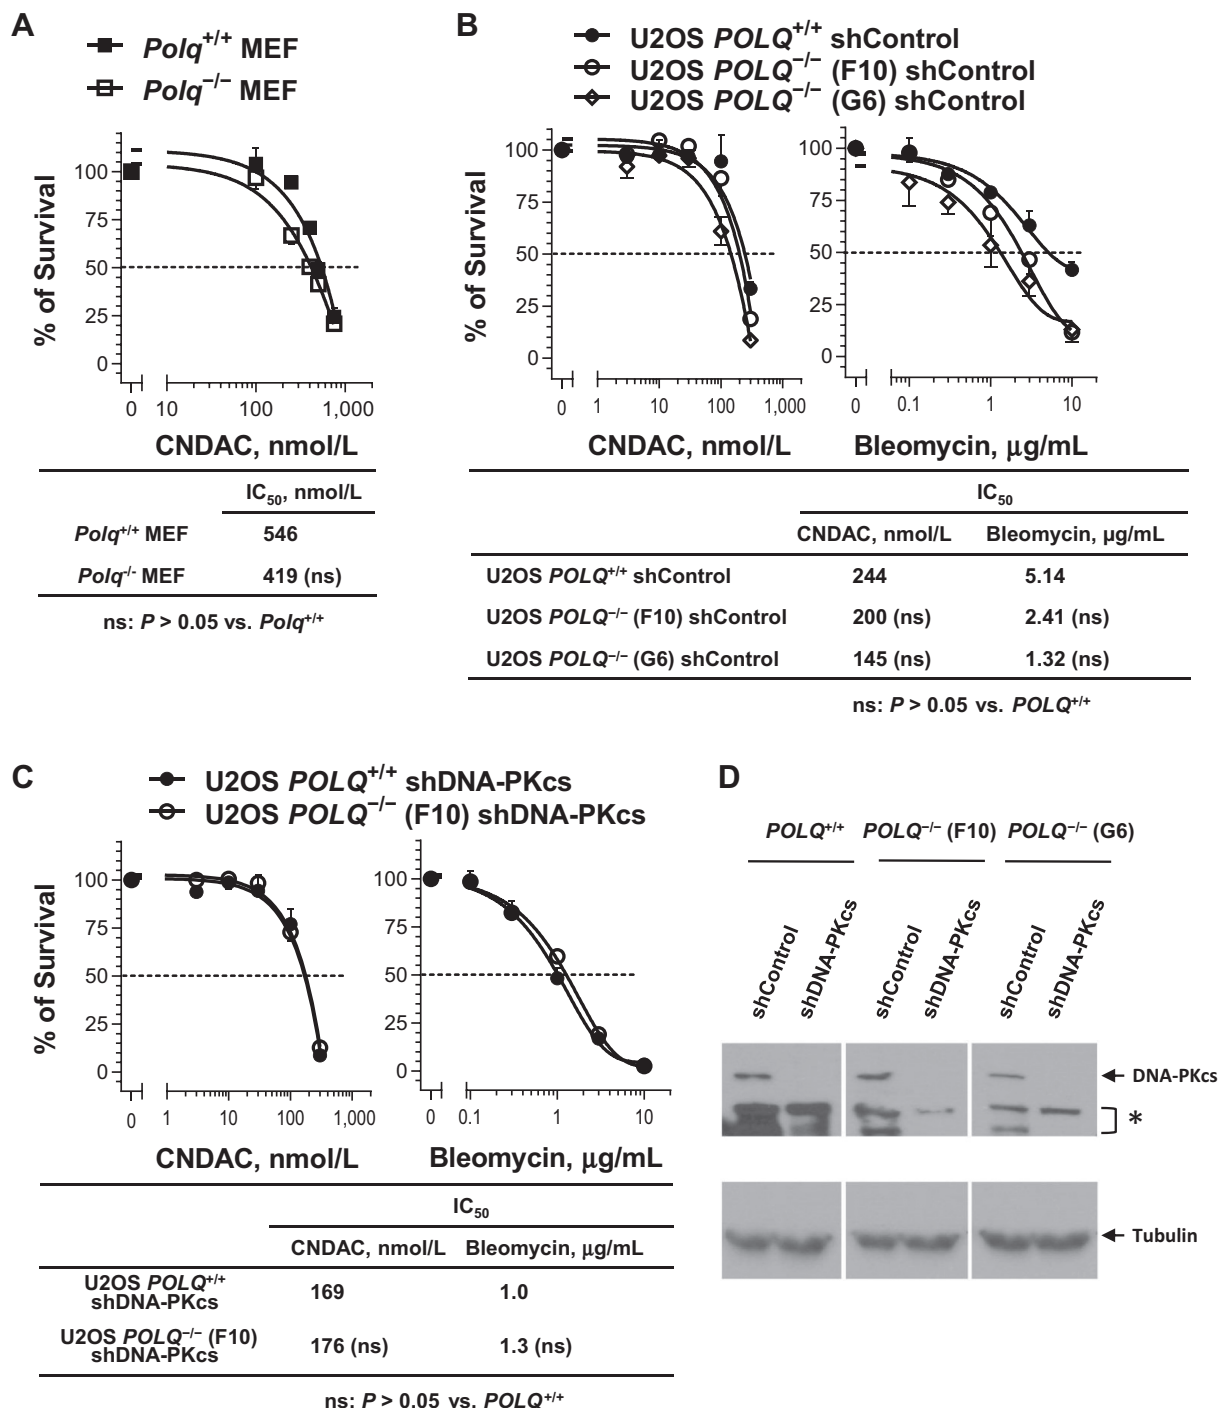 A
Polq+/+ MEF
Polq−/− MEF
% of Survival
100
75
50
25
0
0 10 100 1,000
CNDAC, nmol/L
IC50, nmol/L
Polq+/+ MEF 546
Polq-/- MEF 419 (ns)
ns: P > 0.05 vs. Polq+/+
B
U2OS POLQ+/+ shControl
U2OS POLQ−/− (F10) shControl
U2OS POLQ−/− (G6) shControl
% of Survival
100
75
50
25
0
0 1 10 100 1,000
CNDAC, nmol/L
100
75
50
25
0
0 0.1 1 10
Bleomycin, µg/mL
IC50
CNDAC, nmol/L Bleomycin, µg/mL
U2OS POLQ+/+ shControl 244 5.14
U2OS POLQ−/− (F10) shControl 200 (ns) 2.41 (ns)
U2OS POLQ−/− (G6) shControl 145 (ns) 1.32 (ns)
ns: P > 0.05 vs. POLQ+/+
C
U2OS POLQ+/+ shDNA-PKcs
U2OS POLQ−/− (F10) shDNA-PKcs
% of Survival
100
75
50
25
0
0 1 10 100 1,000
CNDAC, nmol/L
100
75
50
25
0
0 0.1 1 10
Bleomycin, µg/mL
IC50
CNDAC, nmol/L Bleomycin, µg/mL
U2OS POLQ+/+
shDNA-PKcs 169 1.0
U2OS POLQ−/− (F10)
shDNA-PKcs 176 (ns) 1.3 (ns)
ns: P > 0.05 vs. POLQ+/+
D
POLQ+/+ POLQ−/− (F10) POLQ−/− (G6)
shControl shDNA-PKcs shControl shDNA-PKcs shControl shDNA-PKcs
DNA-PKcs
*
Tubulin